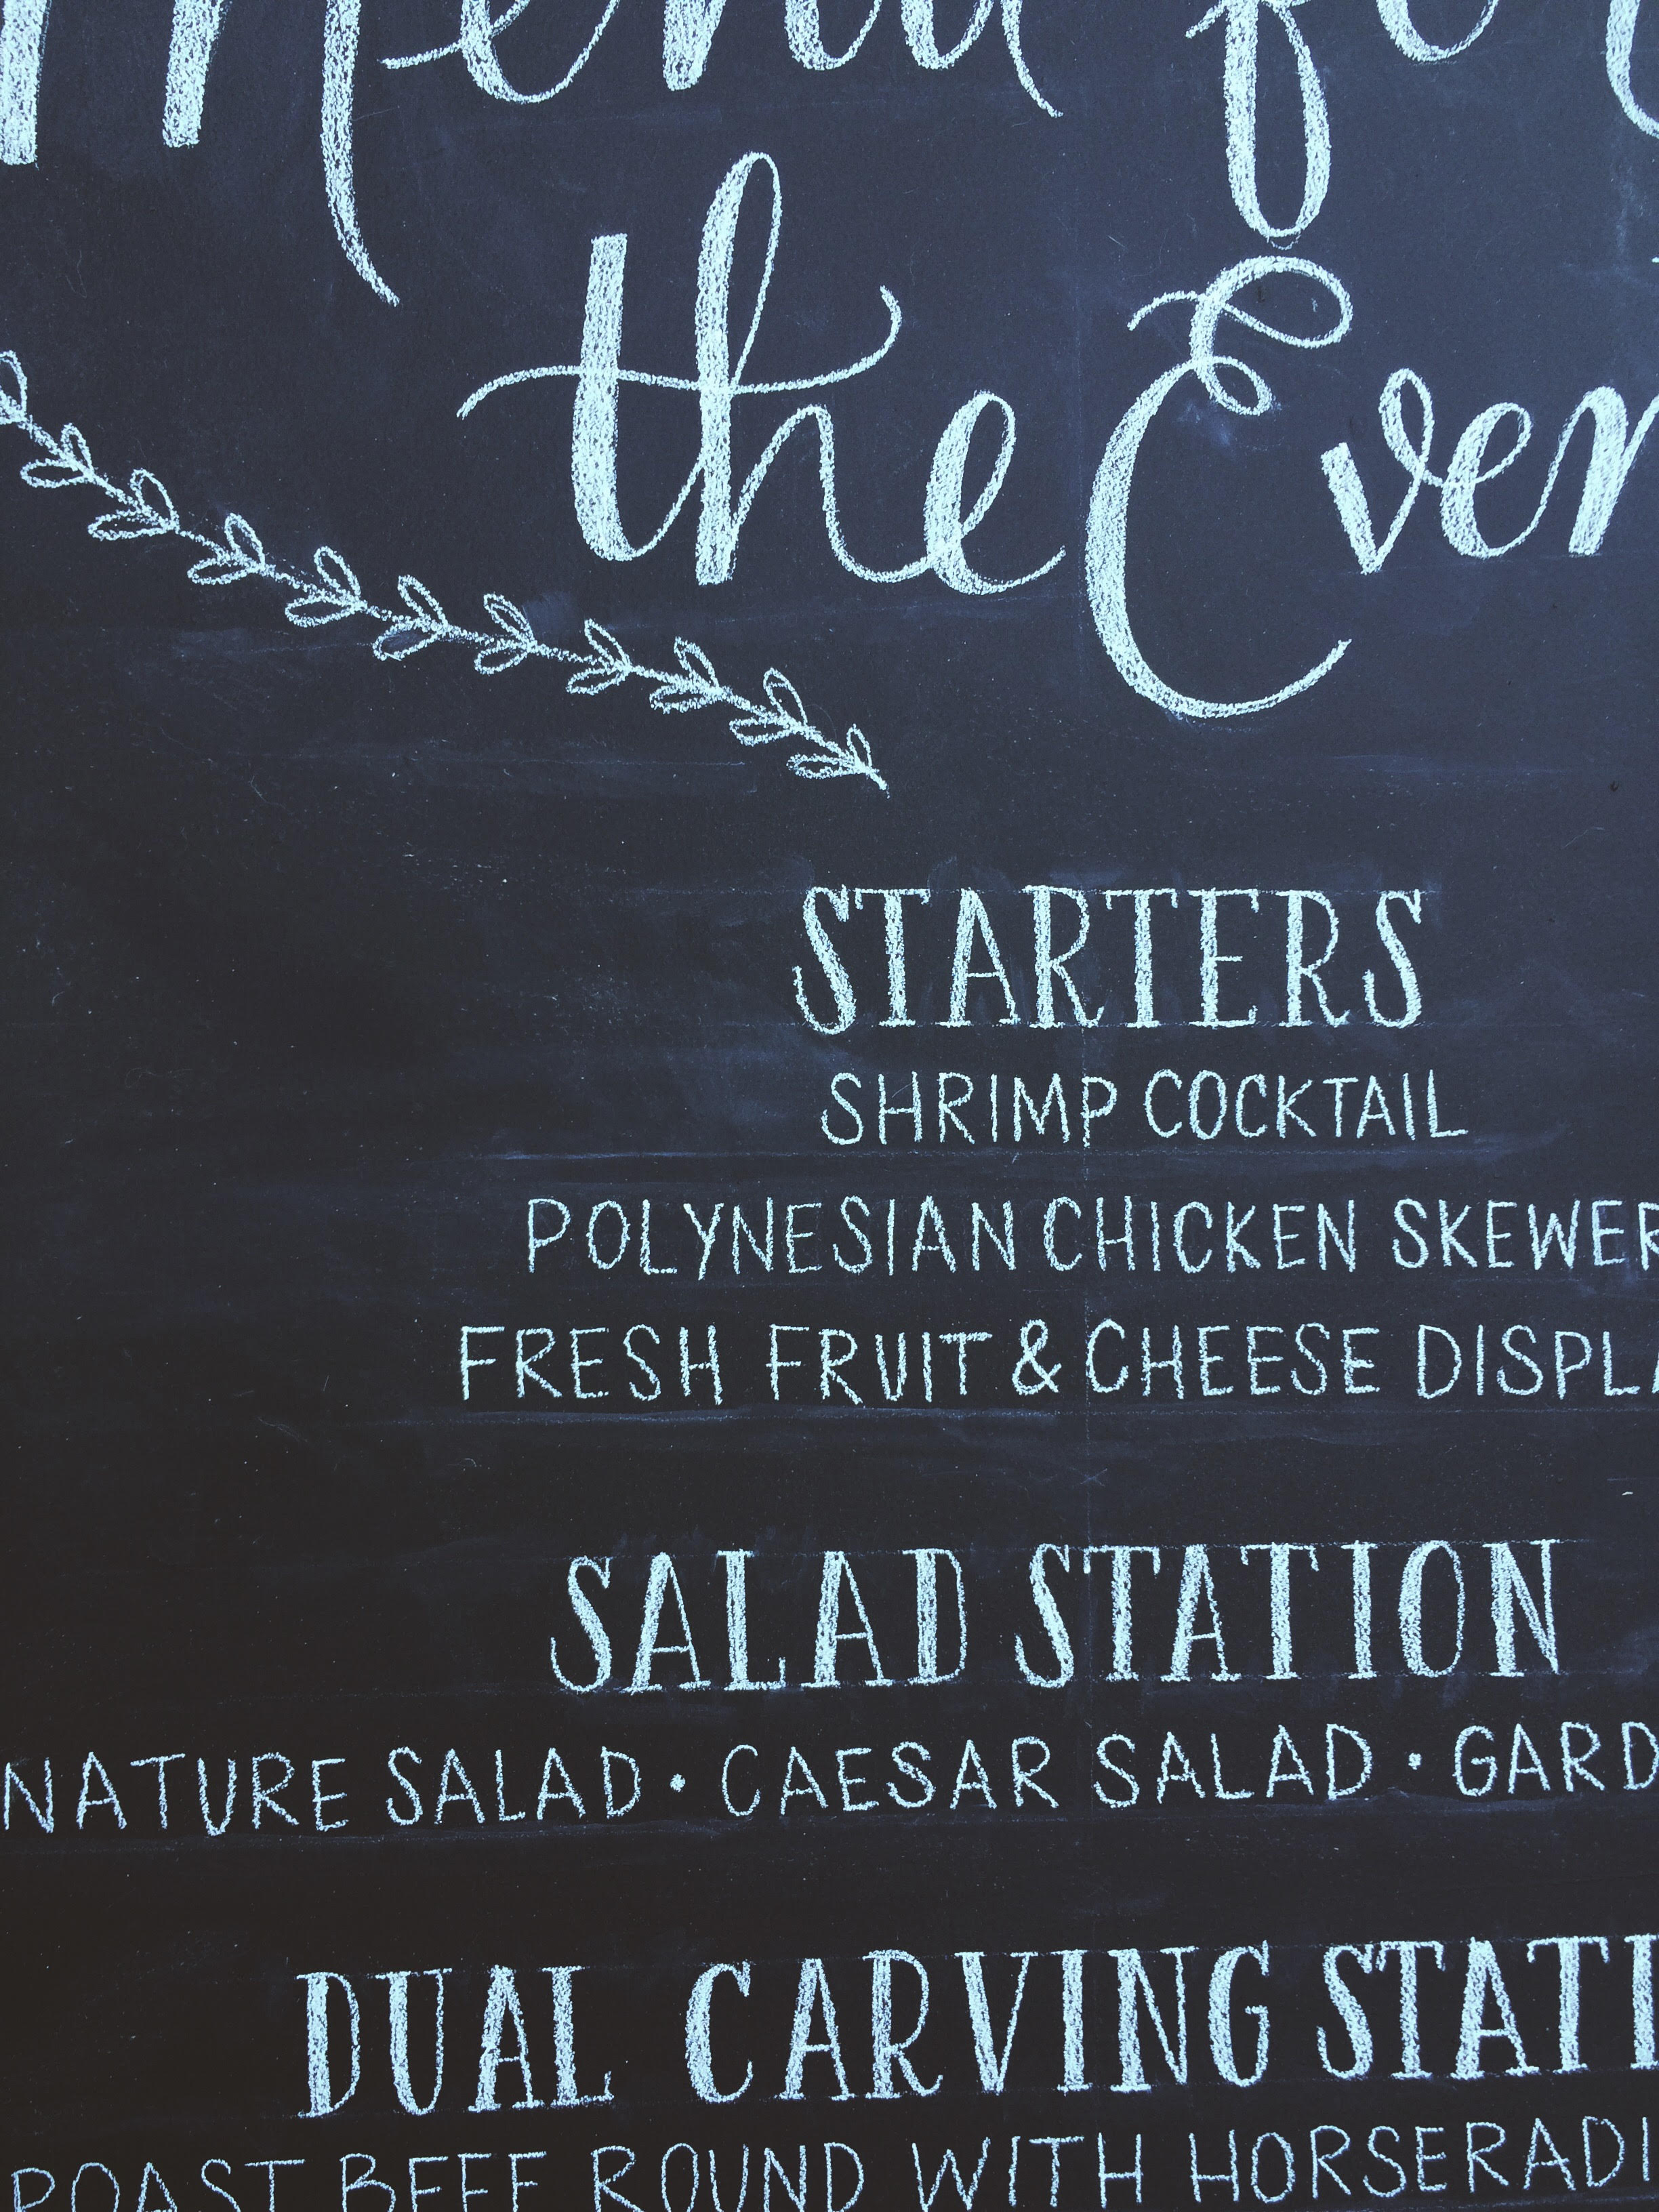 Menu for
the Even
STARTERS
SHRIMP COCKTAIL
POLYNESIAN CHICKEN SKEWER
FRESH FRUIT & CHEESE DISPLA
SALAD STATION
NATURE SALAD • CAESAR SALAD • GARD
DUAL CARVING STATI
ROAST BEEF ROUND WITH HORSERADI